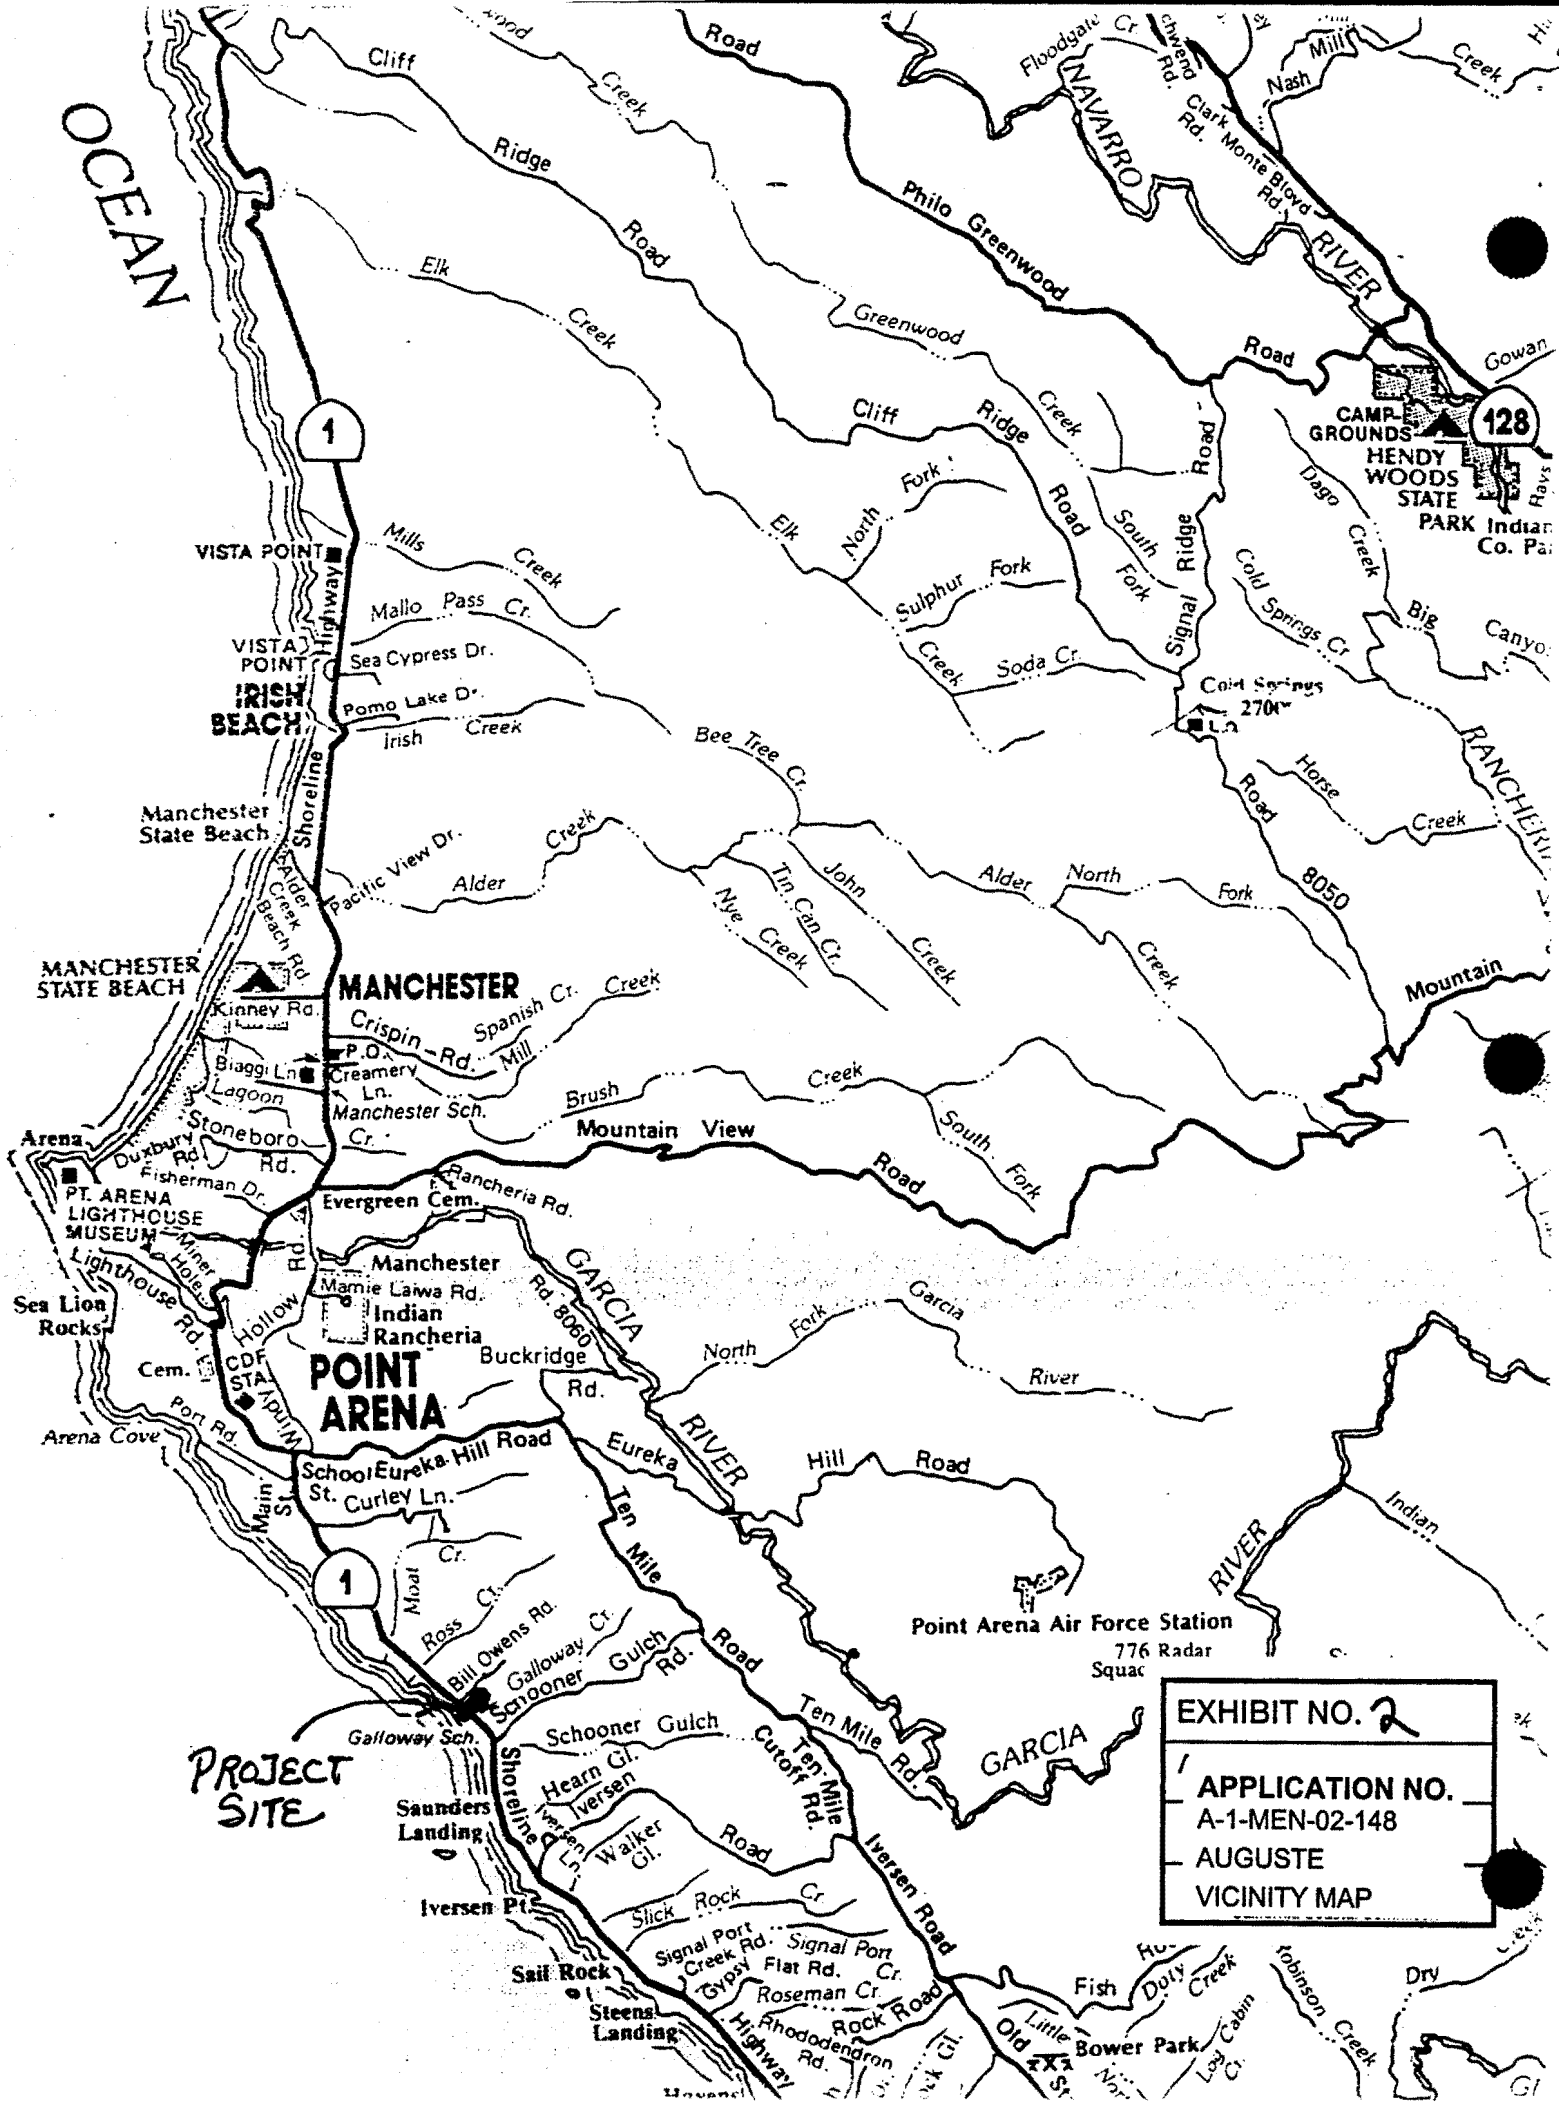 OCEAN
Cliff
Ridge
Road
Creek
Road
Philo Greenwood
Road
Floodgate Cr.
NAVARRO
RIVER
Clark
Rd.
Monte Bloyd
Rd.
Nash
Mill
Creek
Gowan
128
CAMP-
GROUNDS
HENDY
WOODS
STATE
PARK
Indian
Elk
Creek
Greenwood
Creek
1
Cliff
Ridge
Road
North
Fork
South
Fork
Signal Ridge Road
Dago
Creek
VISTA POINT
Mills
Creek
Elk
Creek
Sulphur Fork
Cold
Springs Cr
Big
Mallo Pass Cr.
Highway
VISTA
POINT
Sea Cypress Dr.
Soda Cr.
Cold Springs
IRISH
BEACH
Pomo Lake Dr.
Irish Creek
Bee Tree Cr.
Road
Horse
Creek
Manchester
State Beach
Shoreline
Pacific View Dr.
Alder
Creek
Alder
Creek
Beach Rd
Nye
Creek
Tin Can Cr.
John
Creek
Alder
North
Fork
Creek
8050
MANCHESTER
STATE BEACH
Kinney Rd.
MANCHESTER
Crispin Rd.
Spanish Cr.
Mill
Creek
Mountain
P.O.
Biaggi Ln
Creamery
Ln.
Lagoon
Cr.
Manchester Sch.
Brush
Creek
South Fork
Arena
Stoneboro
Rd.
Duxbury
Rd.
Fisherman Dr.
Mountain View
Road
PT. ARENA
LIGHTHOUSE
MUSEUM
Evergreen Cem.
Rancheria Rd.
Miner
Hole
Lighthouse
Rd.
Hollow
Rd.
Windy
Manchester
Mamie Laiwa Rd.
Indian
Rancheria
Rd. 8060
GARCIA
RIVER
Sea Lion
Rocks
North
Fork
Garcia
River
Cem.
CDF
STA
POINT
ARENA
Buckridge
Rd.
Arena Cove
Port Rd.
Main
St.
School
St.
Eureka Hill Road
Eureka
Hill
Road
Curley Ln.
Ten
Mile
Road
1
Moat
Cr.
Ross Cr.
Bill Owens Rd.
Galloway Cr.
Schooner
Gulch
Rd.
Indian
RIVER
Point Arena Air Force Station
776 Radar
Galloway Sch.
PROJECT
SITE
Schooner Gulch
Ten Mile
Rd.
Ten Mile
Cutoff Rd.
GARCIA
Shoreline
Hearn Gl.
Iversen
Road
Iversen
Ln.
Walker
Gl.
Saunders
Landing
Iversen Pt.
Slick Rock Cr.
Iversen Road
EXHIBIT NO. 2
APPLICATION NO.
A-1-MEN-02-148
AUGUSTE
VICINITY MAP
Signal Port
Creek Rd.
Signal Port
Cr.
Gypsy Flat Rd.
Roseman Cr.
Sail Rock
Steens
Landing
Highway
Rhododendron
Rd.
Rock Road
Fish
Doty
Creek
Robinson Creek
Dry
Old
Little
Bower Park
Log Cabin
Cr.